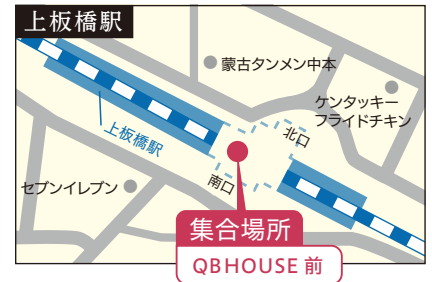 上板橋駅
蒙古タンメン中本
ケンタッキー
フライドチキン
北口
上板橋駅
南口
セブンイレブン
集合場所
QBHOUSE 前